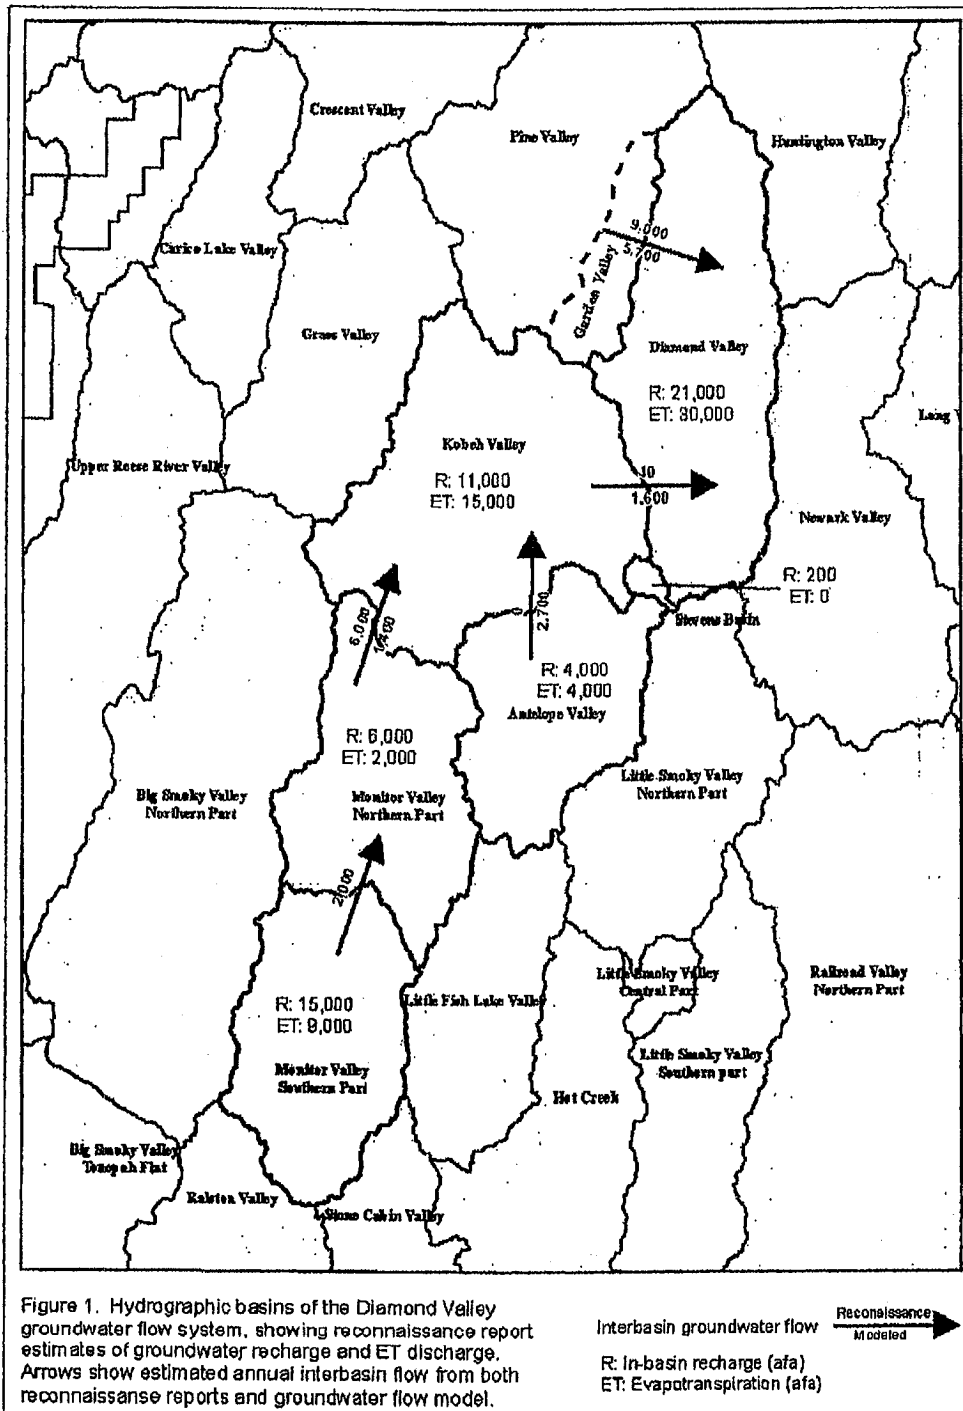 Crescent Valley
Pine Valley
Huntington Valley
Carico Lake Valley
9,000
5,700
Garden Valley
Grass Valley
Diamond Valley
R: 21,000
ET: 30,000
Kobeh Valley
Upper Reese River Valley
R: 11,000
ET: 15,000
40
1,600
Newark Valley
R: 200
ET: 0
Stevens Basin
6,000
0
2,700
R: 4,000
ET: 4,000
Antelope Valley
R: 6,000
ET: 2,000
Little Smoky Valley
Northern Part
Big Smoky Valley
Northern Part
Monitor Valley
Northern Part
2,000
Little Smoky Valley
Central Part
Railroad Valley
Northern Part
R: 15,000
ET: 9,000
Little Fish Lake Valley
Monitor Valley
Southern Part
Little Smoky Valley
Southern part
Hot Creek
Big Smoky Valley
Tonopah Flat
Ralston Valley
Stone Cabin Valley
Figure 1. Hydrographic basins of the Diamond Valley
groundwater flow system, showing reconnaissance report
estimates of groundwater recharge and ET discharge.
Arrows show estimated annual interbasin flow from both
reconnaissanse reports and groundwater flow model.
Interbasin groundwater flow
Reconaissance
Modeled
R: In-basin recharge (afa)
ET: Evapotranspiration (afa)